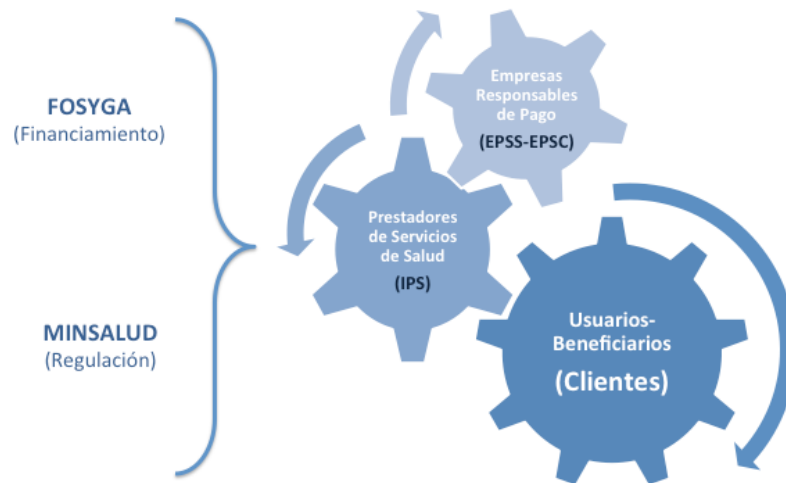 FOSYGA
(Financiamiento)
MINSALUD
(Regulación)
Empresas
Responsables
de Pago
(EPSS-EPSC)
Prestadores
de Servicios
de Salud
(IPS)
Usuarios-
Beneficiarios
(Clientes)